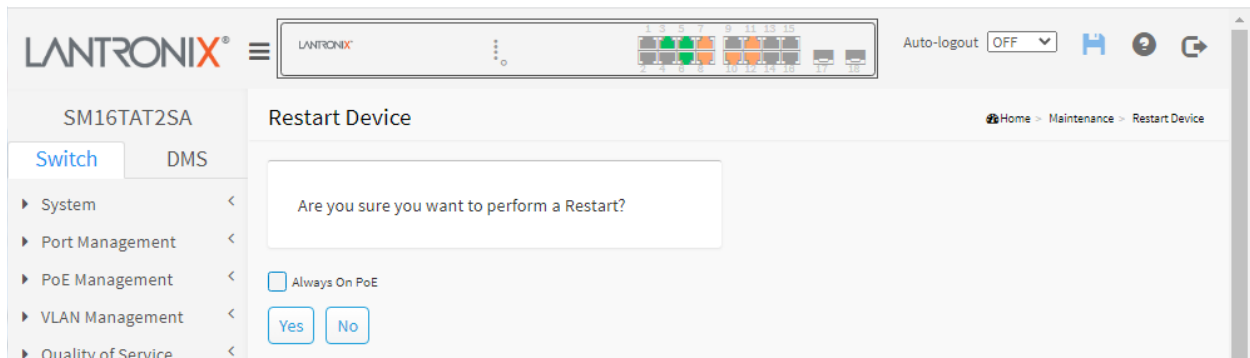 1 3 5 7 9 11 13 15
LANTRONIX® LANTRONIX® Auto-logout OFF
2 4 6 8 10 12 14 16 17 18
SM16TAT2SA Restart Device Home > Maintenance > Restart Device
Switch DMS
System
Are you sure you want to perform a Restart?
Port Management
PoE Management
Always On PoE
VLAN Management
Yes No
Quality of Service